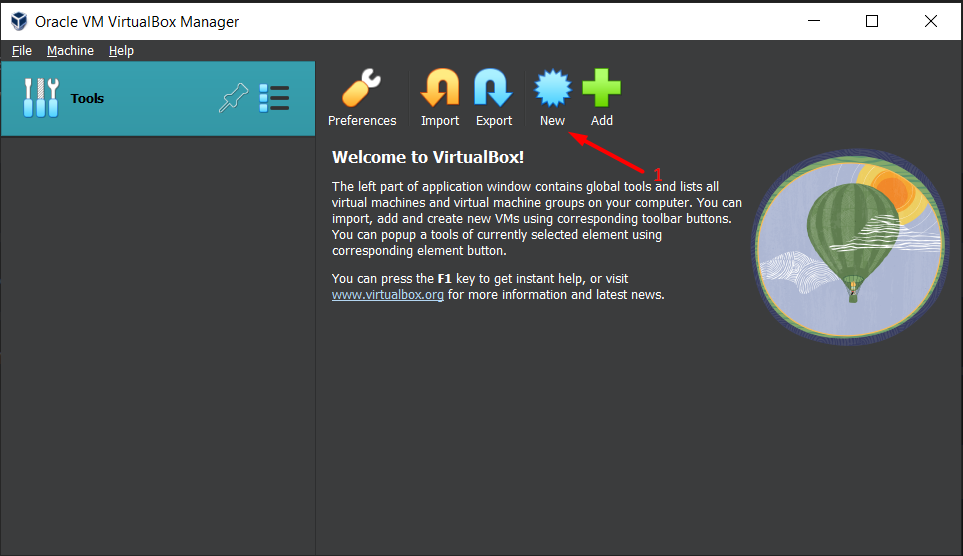 Oracle VM VirtualBox Manager
File Machine Help
Tools
Preferences Import Export New Add
1
Welcome to VirtualBox!
The left part of application window contains global tools and lists all
virtual machines and virtual machine groups on your computer. You can
import, add and create new VMs using corresponding toolbar buttons.
You can popup a tools of currently selected element using
corresponding element button.
You can press the F1 key to get instant help, or visit
www.virtualbox.org for more information and latest news.